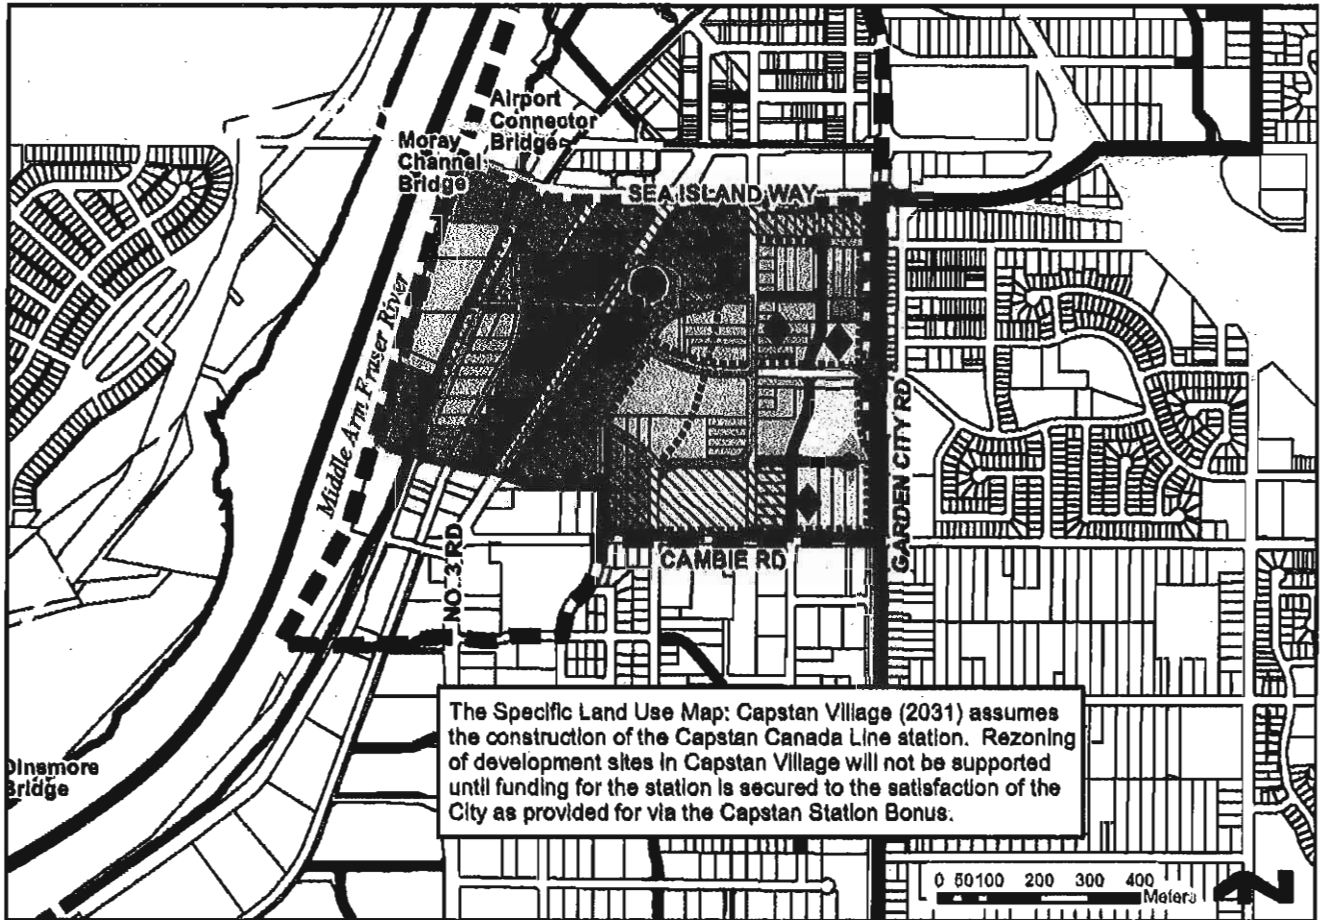 Airport
Connector
Bridge
Moray
Channel
Bridge
SEA ISLAND WAY
Middle Arm Fraser River
GARDEN CITY RD
NO. 3 RD
CAMBIE RD
The Specific Land Use Map: Capstan Village (2031) assumes
the construction of the Capstan Canada Line station. Rezoning
of development sites in Capstan Village will not be supported
until funding for the station is secured to the satisfaction of the
City as provided for via the Capstan Station Bonus.
Dinsmore
Bridge
0 50 100 200 300 400
Meters